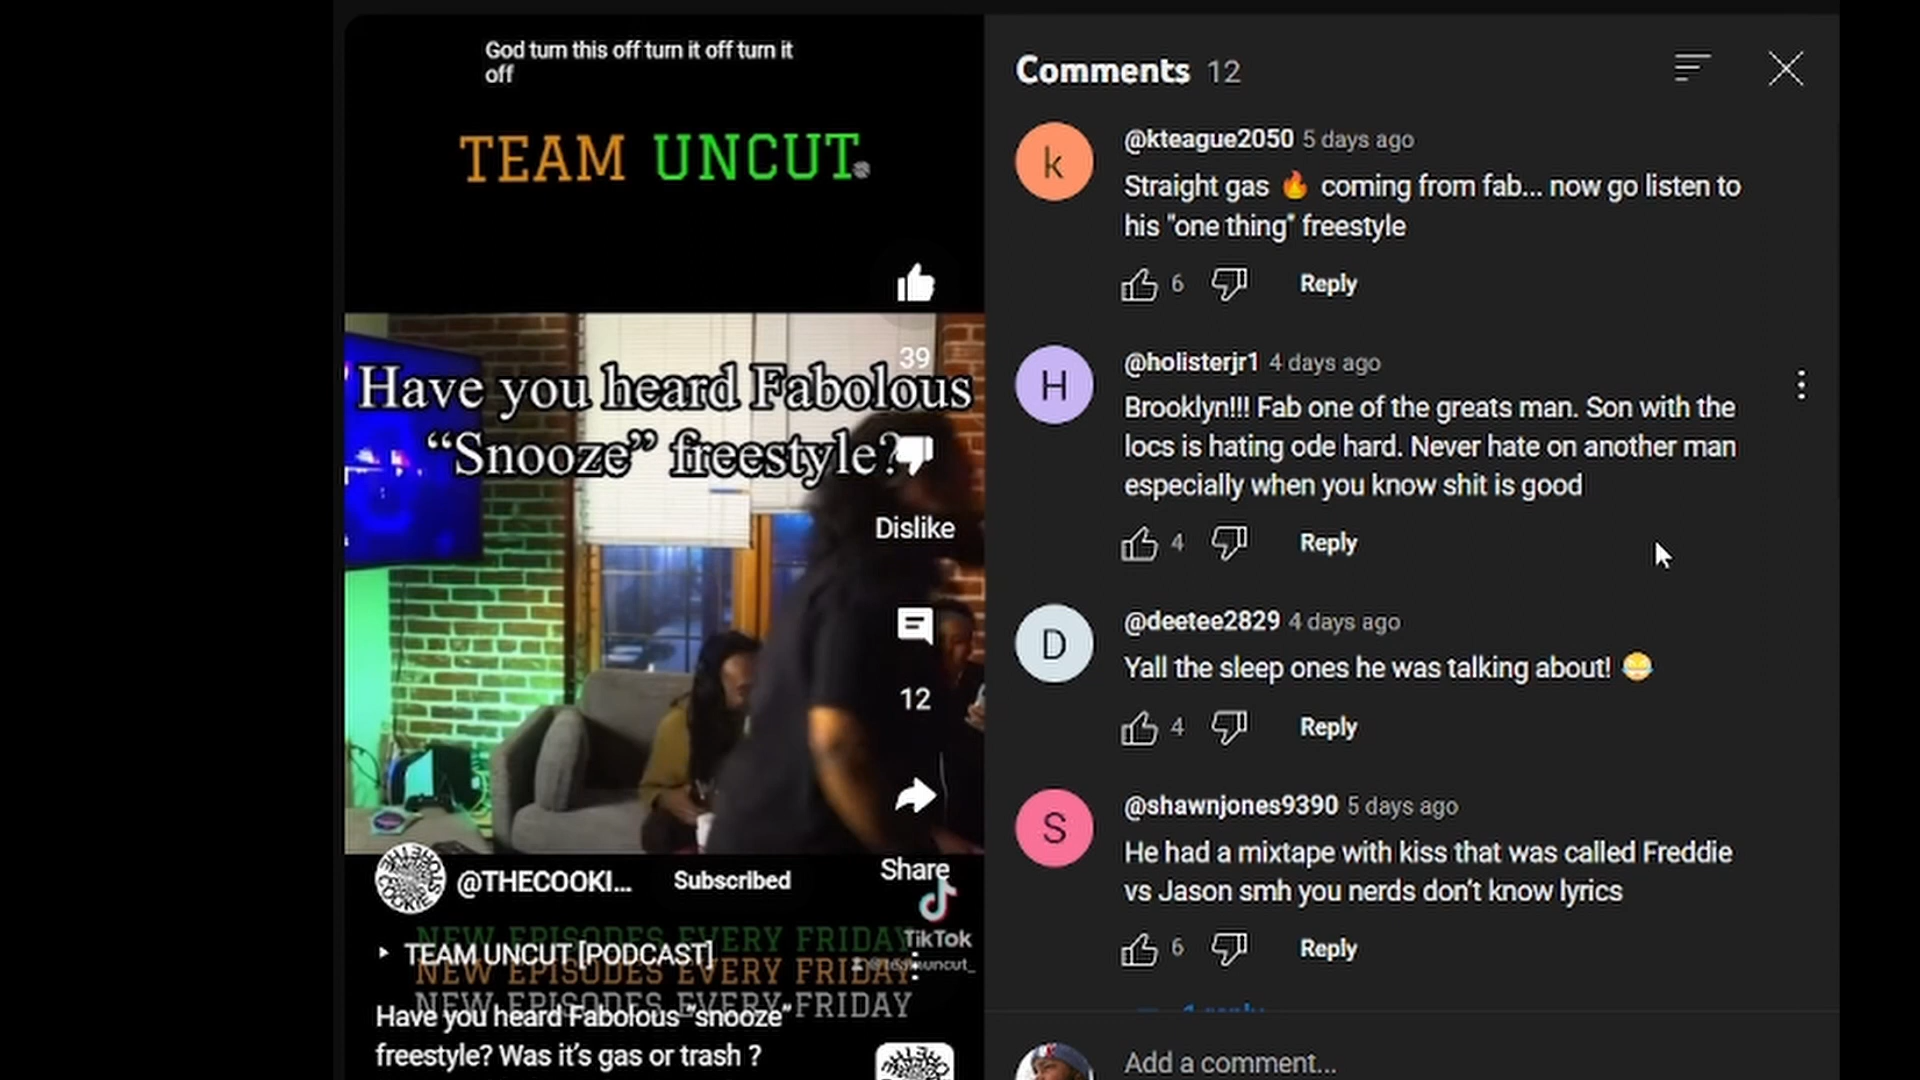 God turn this off turn it off turn it
off
TEAM UNCUT
39
Have you heard Fabolous
“Snooze” freestyle?
Dislike
12
Share
@THECOOKI...
Subscribed
TikTok
NEW EPISODES EVERY FRIDAY
TEAM UNCUT [PODCAST]
NEW EPISODES EVERY FRIDAY
NEW EPISODES EVERY FRIDAY
Have you heard Fabolous “snooze”
freestyle? Was it’s gas or trash ?
Comments 12
k
@kteague2050 5 days ago
Straight gas 🔥 coming from fab... now go listen to
his "one thing" freestyle
6 Reply
H
@holisterjr1 4 days ago
Brooklyn!!! Fab one of the greats man. Son with the
locs is hating ode hard. Never hate on another man
especially when you know shit is good
4 Reply
D
@deetee2829 4 days ago
Yall the sleep ones he was talking about! 😂
4 Reply
S
@shawnjones9390 5 days ago
He had a mixtape with kiss that was called Freddie
vs Jason smh you nerds don’t know lyrics
6 Reply
1 reply
Add a comment...